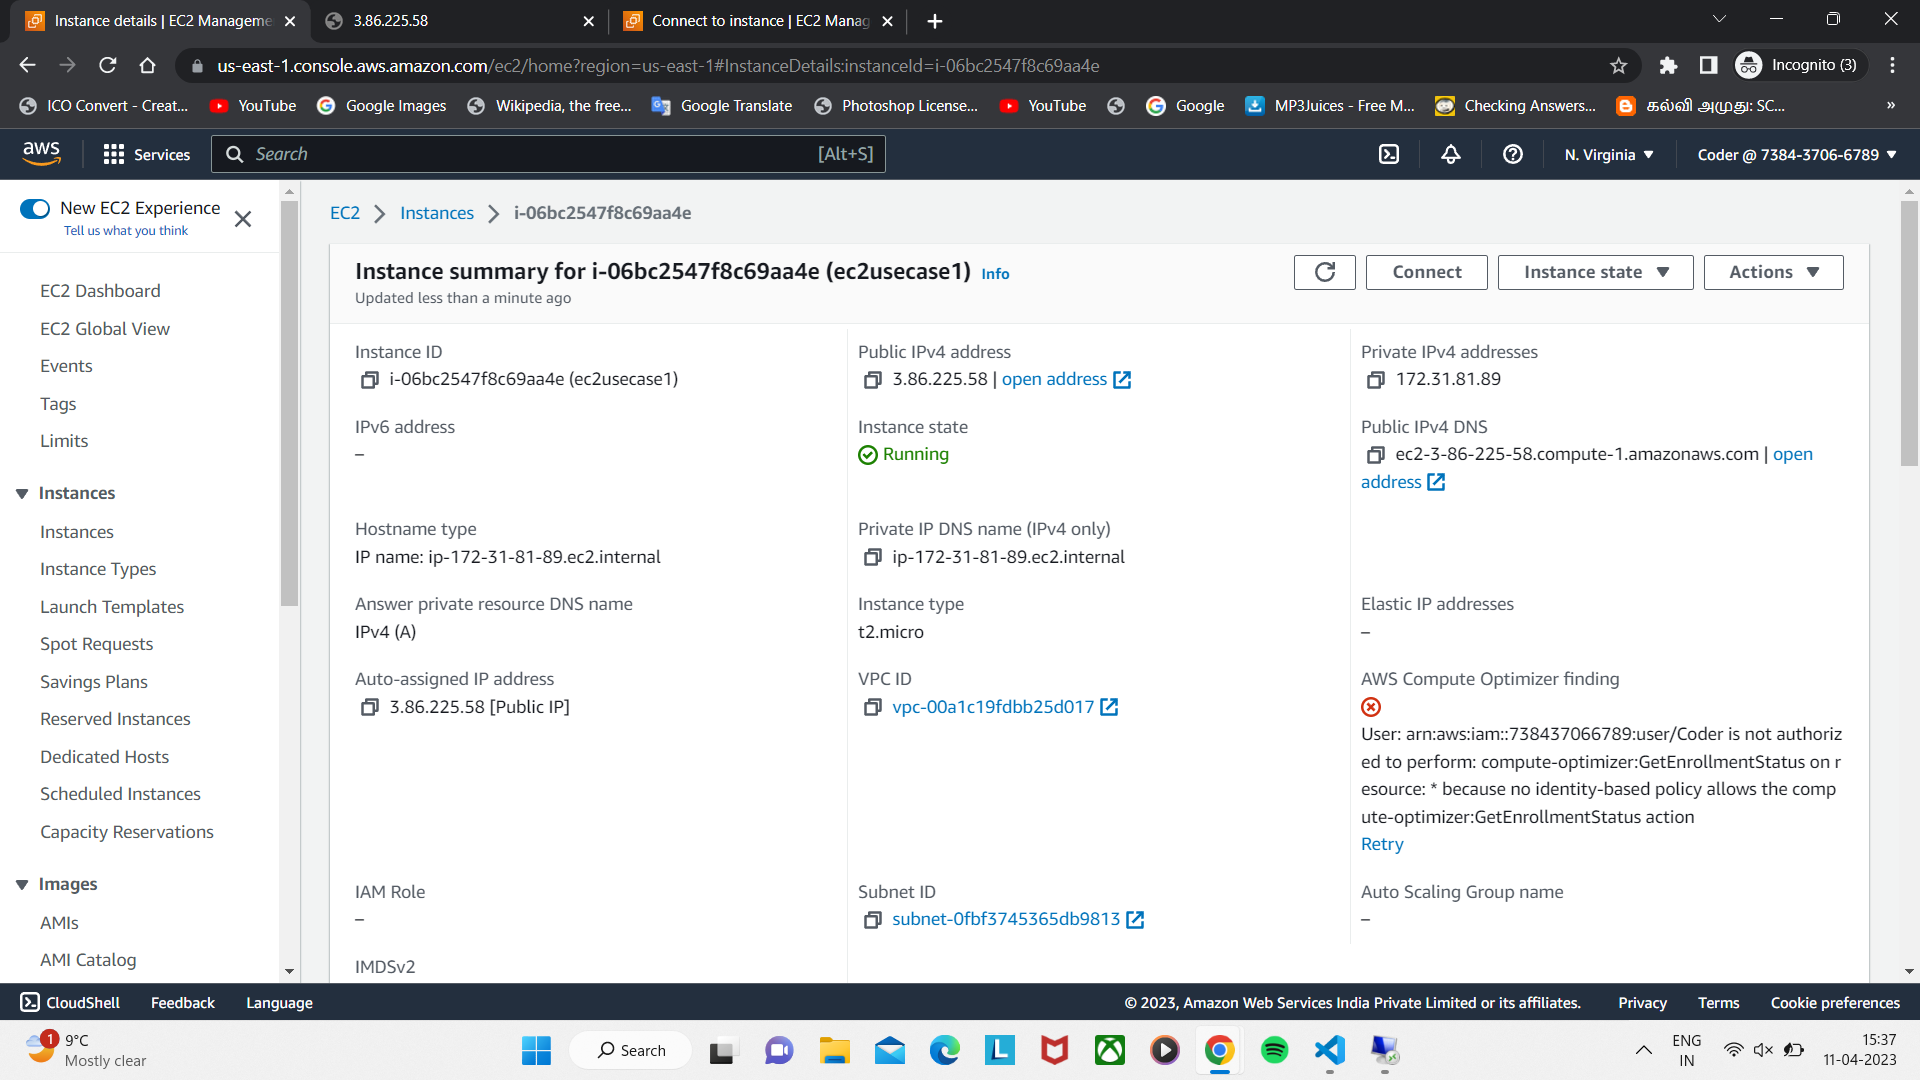 Instance details | EC2 Manageme
3.86.225.58
Connect to instance | EC2 Manag
us-east-1.console.aws.amazon.com/ec2/home?region=us-east-1#InstanceDetails:instanceId=i-06bc2547f8c69aa4e
Incognito (3)
ICO Convert - Creat...
YouTube
Google Images
Wikipedia, the free...
Google Translate
Photoshop License...
YouTube
Google
MP3Juices - Free M...
Checking Answers...
கல்வி அமுது: SC...
»
aws
Services
Search
[Alt+S]
N. Virginia
Coder @ 7384-3706-6789
New EC2 Experience
Tell us what you think
EC2 Dashboard
EC2 Global View
Events
Tags
Limits
Instances
Instances
Instance Types
Launch Templates
Spot Requests
Savings Plans
Reserved Instances
Dedicated Hosts
Scheduled Instances
Capacity Reservations
Images
AMIs
AMI Catalog
EC2
Instances
i-06bc2547f8c69aa4e
Instance summary for i-06bc2547f8c69aa4e (ec2usecase1) Info
Updated less than a minute ago
Connect
Instance state
Actions
Instance ID
i-06bc2547f8c69aa4e (ec2usecase1)
Public IPv4 address
3.86.225.58 | open address
Private IPv4 addresses
172.31.81.89
IPv6 address
–
Instance state
Running
Public IPv4 DNS
ec2-3-86-225-58.compute-1.amazonaws.com | open
address
Hostname type
IP name: ip-172-31-81-89.ec2.internal
Private IP DNS name (IPv4 only)
ip-172-31-81-89.ec2.internal
Answer private resource DNS name
IPv4 (A)
Instance type
t2.micro
Elastic IP addresses
–
Auto-assigned IP address
3.86.225.58 [Public IP]
VPC ID
vpc-00a1c19fdbb25d017
AWS Compute Optimizer finding
User: arn:aws:iam::738437066789:user/Coder is not authoriz
ed to perform: compute-optimizer:GetEnrollmentStatus on r
esource: * because no identity-based policy allows the comp
ute-optimizer:GetEnrollmentStatus action
Retry
IAM Role
–
Subnet ID
subnet-0fbf3745365db9813
Auto Scaling Group name
–
IMDSv2
CloudShell
Feedback
Language
© 2023, Amazon Web Services India Private Limited or its affiliates.
Privacy
Terms
Cookie preferences
1
9°C
Mostly clear
Search
L
ENG
IN
15:37
11-04-2023